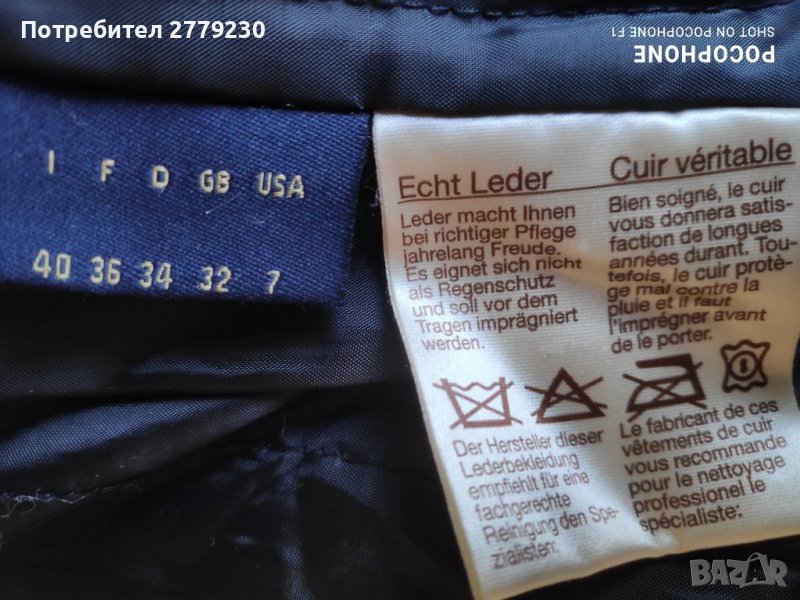 Потребител 2779230
SHOT ON POCOPHONE F1
POCOPHONE
I F D GB USA
40 36 34 32 7
Echt Leder
Leder macht Ihnen
bei richtiger Pflege
jahrelang Freude.
Es eignet sich nicht
als Regenschutz
und soll vor dem
Tragen imprägniert
werden.
Der Hersteller dieser
Lederbekleidung
empfiehlt für eine
fachgerechte
Reinigung den Spe-
zialisten.
Cuir véritable
Bien soigné, le cuir
vous donnera satis-
faction de longues
années durant. Tou-
tefois, le cuir protè-
ge mal contre la
pluie et il faut
l'imprégner avant
de le porter.
Le fabricant de ces
vêtements de cuir
vous recommande
pour le nettoyage
professionel le
spécialiste.
BAZAR